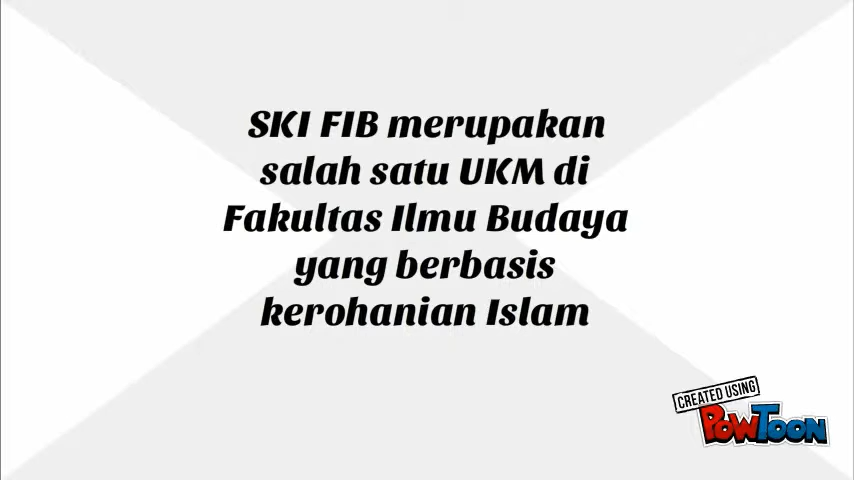 SKI FIB merupakan
salah satu UKM di
Fakultas Ilmu Budaya
yang berbasis
kerohanian Islam
CREATED USING
PowToon